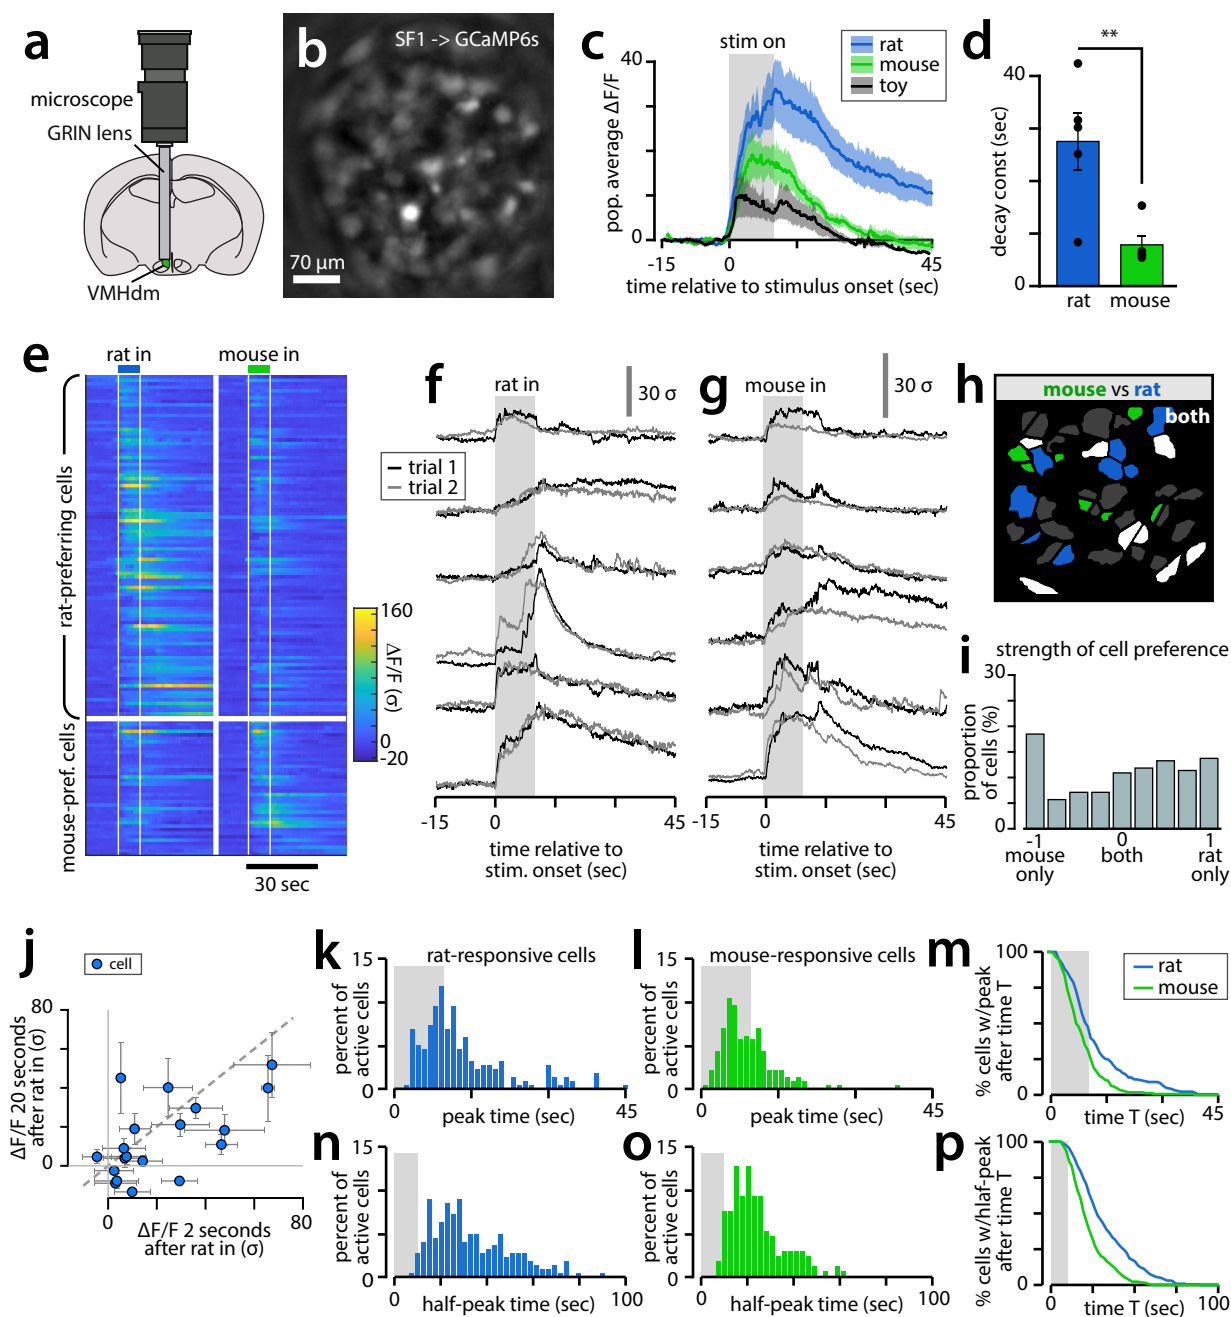 a
microscope
GRIN lens
VMHdm
b
SF1 -> GCaMP6s
70 µm
c
stim on
rat
mouse
toy
pop. average ΔF/F
40
0
-15
0
45
time relative to stimulus onset (sec)
d
**
decay const (sec)
40
0
rat
mouse
e
rat in
mouse in
rat-preferring cells
mouse-pref. cells
160
ΔF/F (σ)
-20
30 sec
f
rat in
30 σ
trial 1
trial 2
-15
0
45
time relative to
stim. onset (sec)
g
mouse in
30 σ
-15
0
45
time relative to
stim. onset (sec)
h
mouse vs rat
both
i
strength of cell preference
proportion
of cells (%)
30
0
-1
0
1
mouse
only
both
rat
only
j
cell
ΔF/F 20 seconds
after rat in (σ)
80
0
0
80
ΔF/F 2 seconds
after rat in (σ)
k
rat-responsive cells
percent of
active cells
15
0
0
45
peak time (sec)
l
mouse-responsive cells
percent of
active cells
15
0
0
45
peak time (sec)
m
rat
mouse
% cells w/peak
after time T
100
0
0
45
time T (sec)
n
percent of
active cells
15
0
0
100
half-peak time (sec)
o
percent of
active cells
15
0
0
100
half-peak time (sec)
p
% cells w/hlaf-peak
after time T
100
0
0
45
time T (sec)